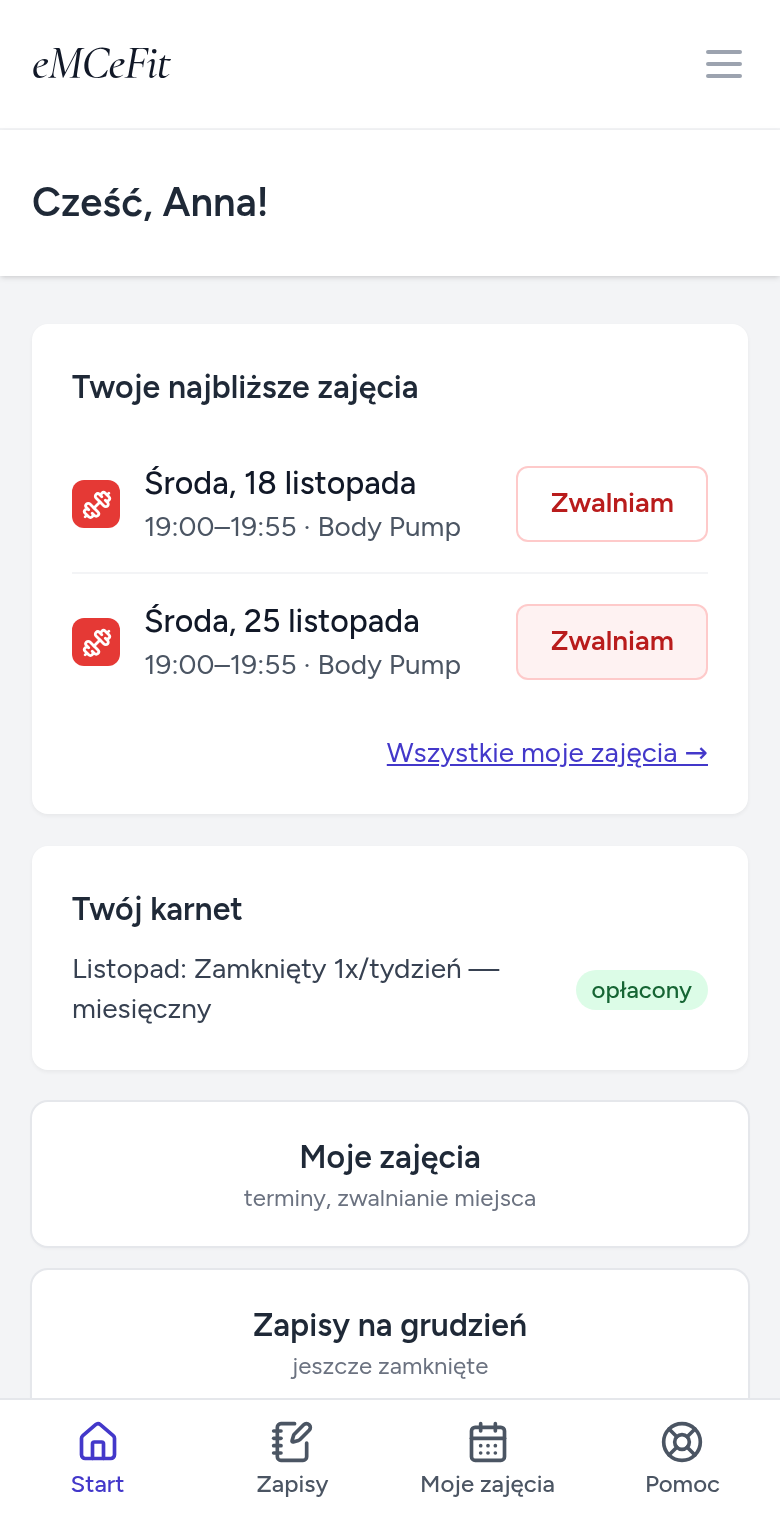 eMCeFit
Cześć, Anna!
Twoje najbliższe zajęcia
Środa, 18 listopada
19:00–19:55 · Body Pump
Zwalniam
Środa, 25 listopada
19:00–19:55 · Body Pump
Zwalniam
Wszystkie moje zajęcia →
Twój karnet
Listopad: Zamknięty 1x/tydzień —
miesięczny
opłacony
Moje zajęcia
terminy, zwalnianie miejsca
Zapisy na grudzień
jeszcze zamknięte
Start
Zapisy
Moje zajęcia
Pomoc